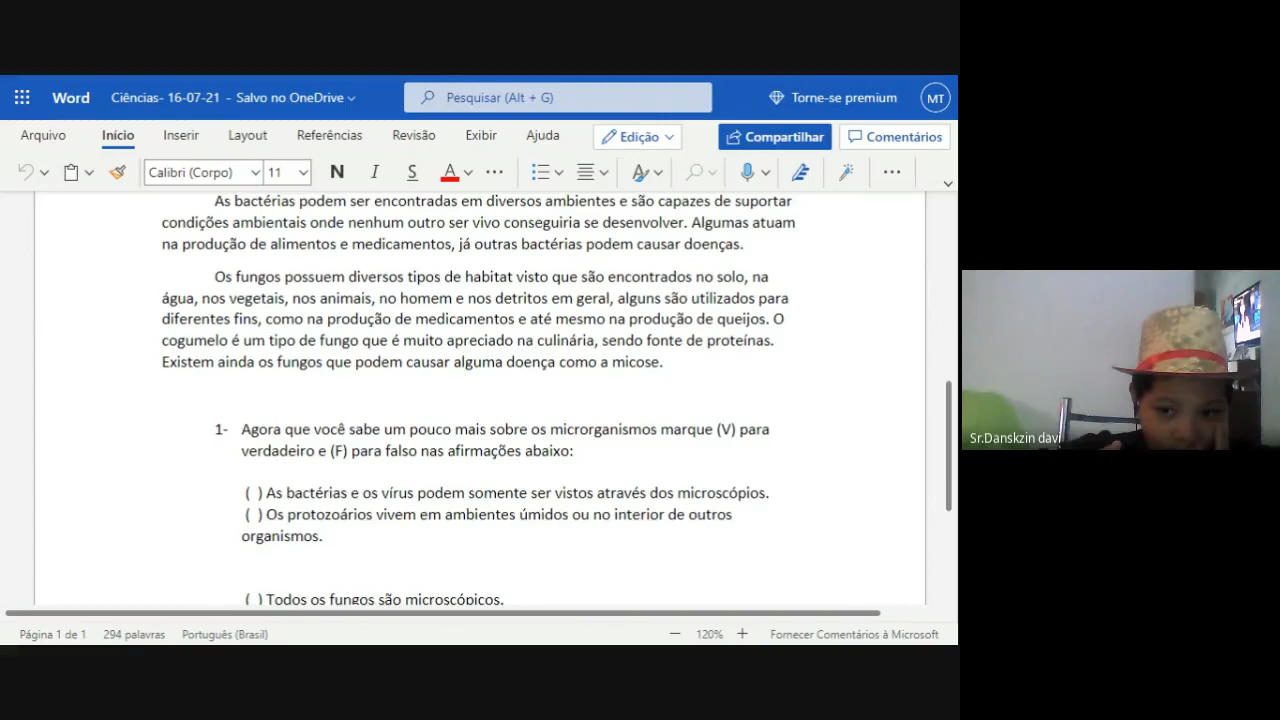 Word Ciências- 16-07-21 - Salvo no OneDrive Pesquisar (Alt + G) Torne-se premium MT
Arquivo Início Inserir Layout Referências Revisão Exibir Ajuda Edição Compartilhar Comentários
Calibri (Corpo) 11 N I S A ...
As bactérias podem ser encontradas em diversos ambientes e são capazes de suportar
condições ambientais onde nenhum outro ser vivo conseguiria se desenvolver. Algumas atuam
na produção de alimentos e medicamentos, já outras bactérias podem causar doenças.
Os fungos possuem diversos tipos de habitat visto que são encontrados no solo, na
água, nos vegetais, nos animais, no homem e nos detritos em geral, alguns são utilizados para
diferentes fins, como na produção de medicamentos e até mesmo na produção de queijos. O
cogumelo é um tipo de fungo que é muito apreciado na culinária, sendo fonte de proteínas.
Existem ainda os fungos que podem causar alguma doença como a micose.
1- Agora que você sabe um pouco mais sobre os microrganismos marque (V) para
verdadeiro e (F) para falso nas afirmações abaixo:
( ) As bactérias e os vírus podem somente ser vistos através dos microscópios.
( ) Os protozoários vivem em ambientes úmidos ou no interior de outros
organismos.
( ) Todos os fungos são microscópicos.
Página 1 de 1 294 palavras Português (Brasil) 120% Fornecer Comentários à Microsoft
Sr.Danskzin davi